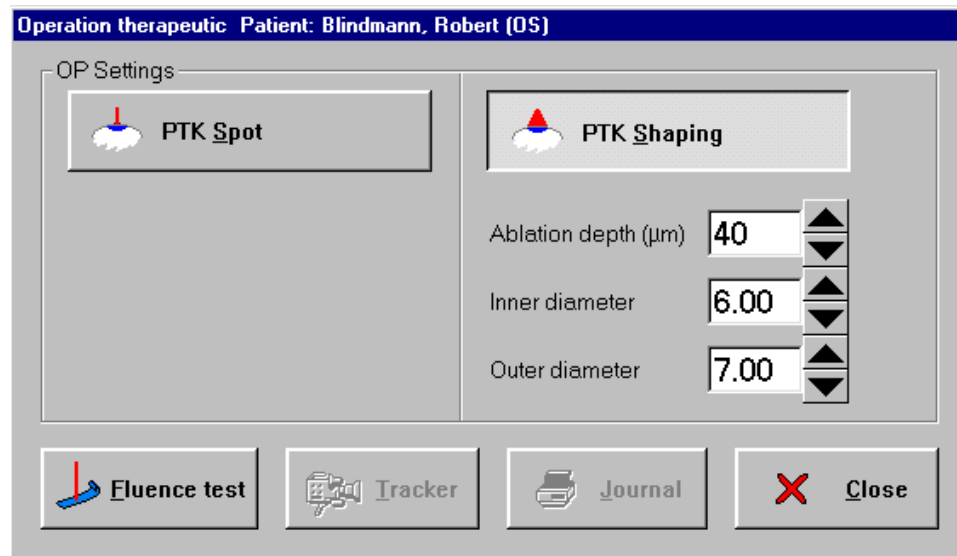 Operation therapeutic Patient: Blindmann, Robert (OS)
OP Settings
PTK Spot
PTK Shaping
Ablation depth (µm) 40
Inner diameter 6.00
Outer diameter 7.00
Fluence test
Tracker
Journal
Close